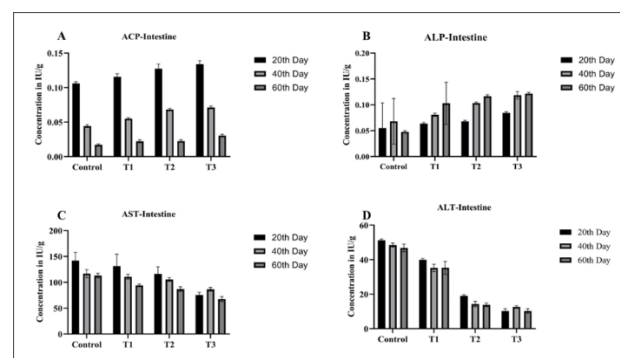 A
ACP-Intestine
Concentration in IU/g
0.15
0.10
0.05
0.00
Control
T1
T2
T3
20th Day
40th Day
60th Day
B
ALP-Intestine
Concentration in IU/g
0.20
0.15
0.10
0.05
0.00
Control
T1
T2
T3
20th Day
40th Day
60th Day
C
AST-Intestine
Concentration in IU/g
200
150
100
50
0
Control
T1
T2
T3
20th Day
40th Day
60th Day
D
ALT-Intestine
Concentration in IU/g
60
40
20
0
Control
T1
T2
T3
20th Day
40th Day
60th Day